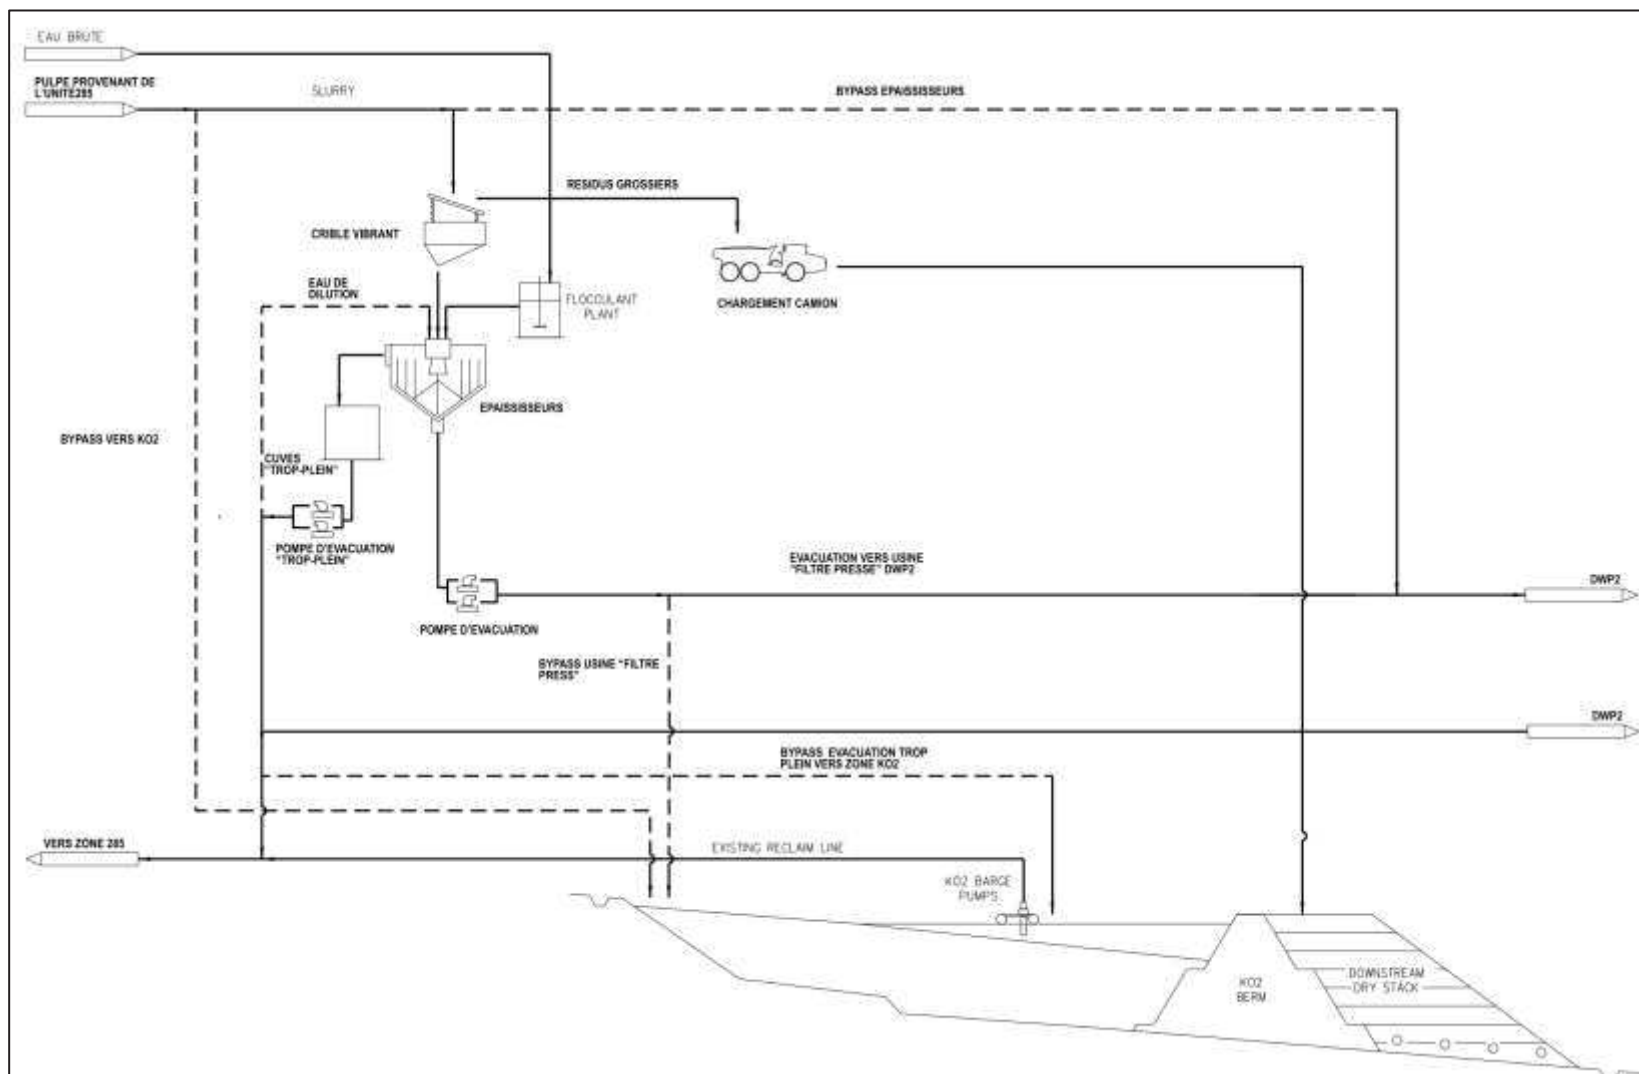 EAU BRUTE
PULPE PROVENANT DE
L'UNITE285
SLURRY
BYPASS EPAISSISSEURS
RESIDUS GROSSIERS
CRIBLE VIBRANT
EAU DE
DILUTION
FLOCCULANT
PLANT
CHARGEMENT CAMION
EPAISSISSEURS
BYPASS VERS KO2
CUVES
"TROP-PLEIN"
POMPE D'EVACUATION
"TROP-PLEIN"
EVACUATION VERS USINE
"FILTRE PRESSE" DWP2
DWP2
POMPE D'EVACUATION
BYPASS USINE "FILTRE
PRESS"
DWP2
BYPASS EVACUATION TROP
PLEIN VERS ZONE KO2
VERS ZONE 285
EXISTING RECLAIM LINE
KO2 BARGE
PUMPS
KO2
BERM
DOWNSTREAM
DRY STACK